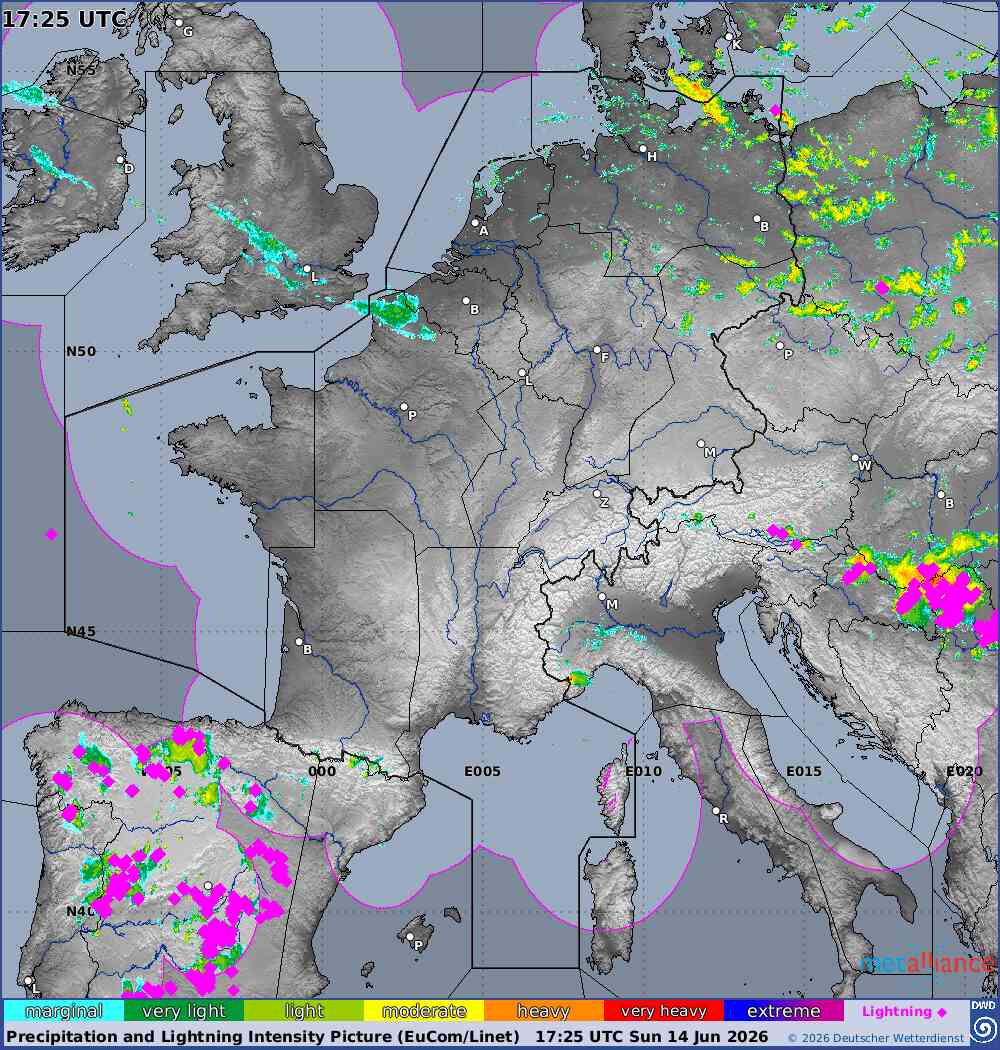 17:25 UTC
G
K
N55
D
H
A
B
L
B
N50
F
P
L
P
M
W
Z
B
M
N45
B
000
E005
E010
E015
E020
R
N40
P
L
metalliance
marginal very light light moderate heavy very heavy extreme Lightning
DWD
Precipitation and Lightning Intensity Picture (EuCom/Linet) 17:25 UTC Sun 14 Jun 2026 © 2026 Deutscher Wetterdienst